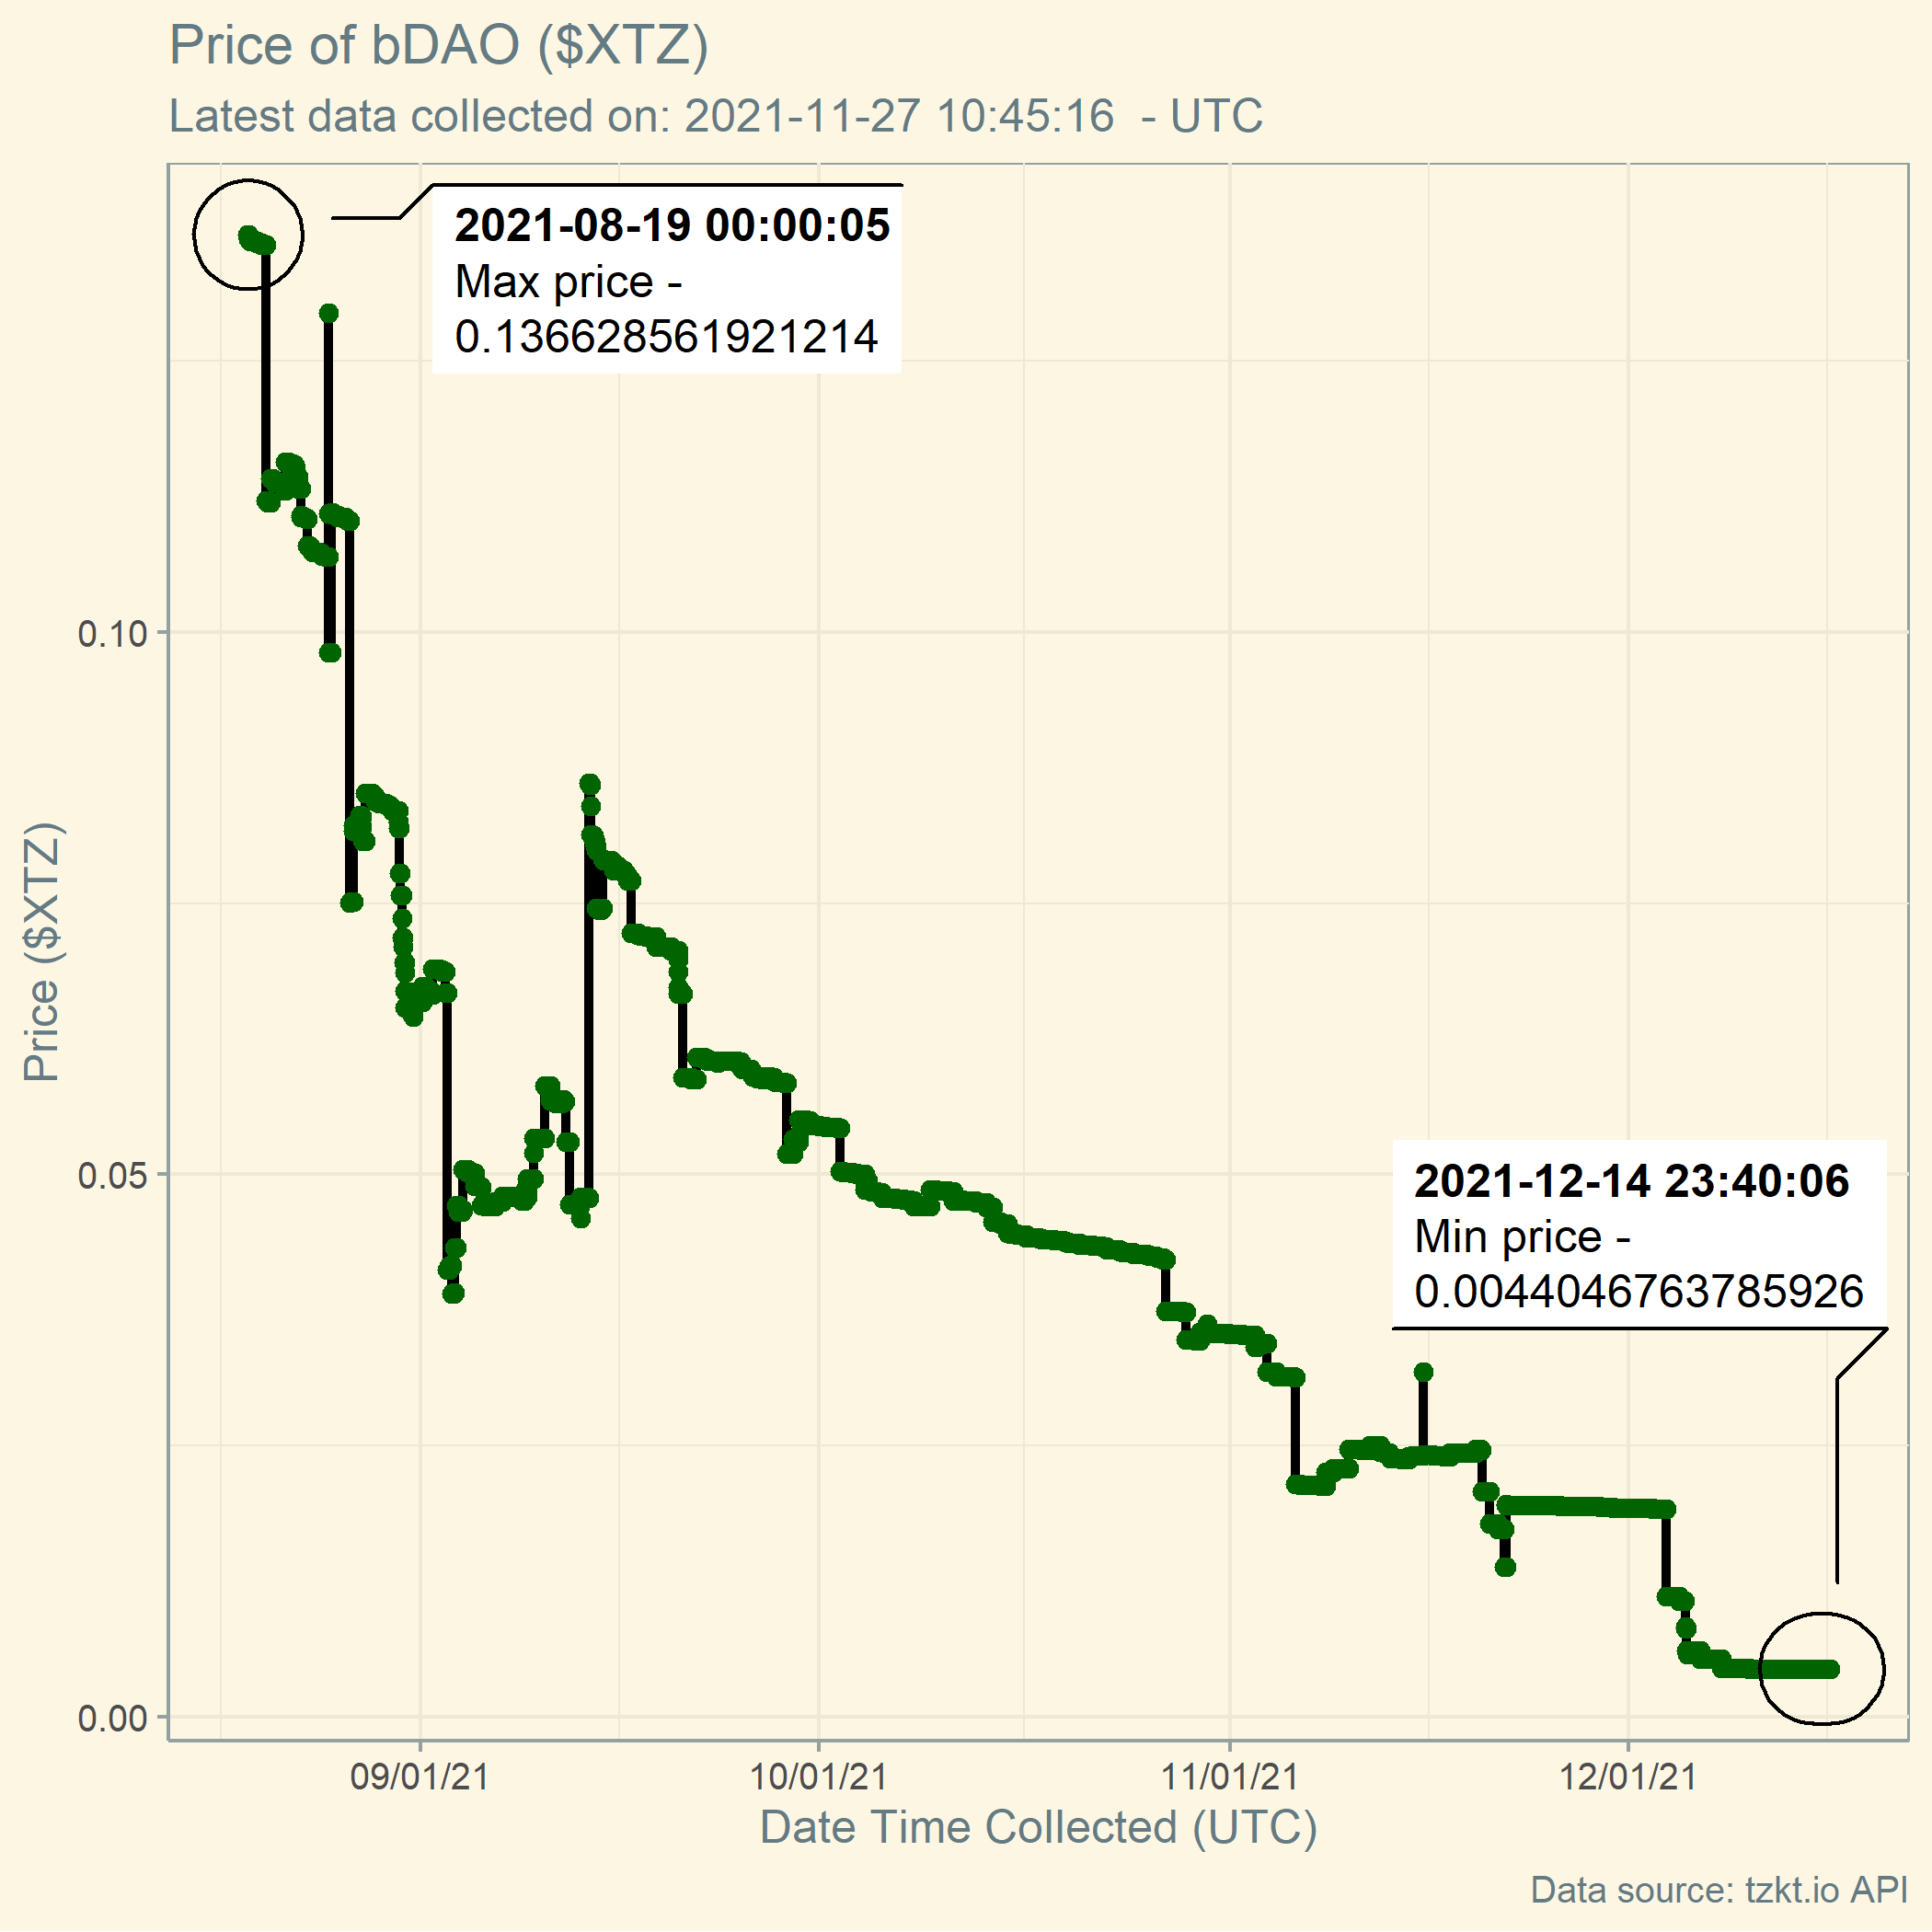 Price of bDAO ($XTZ)
Latest data collected on: 2021-11-27 10:45:16  - UTC
2021-08-19 00:00:05
Max price -
0.136628561921214
0.10
0.05
0.00
Price ($XTZ)
2021-12-14 23:40:06
Min price -
0.0044046763785926
09/01/21
10/01/21
11/01/21
12/01/21
Date Time Collected (UTC)
Data source: tzkt.io API